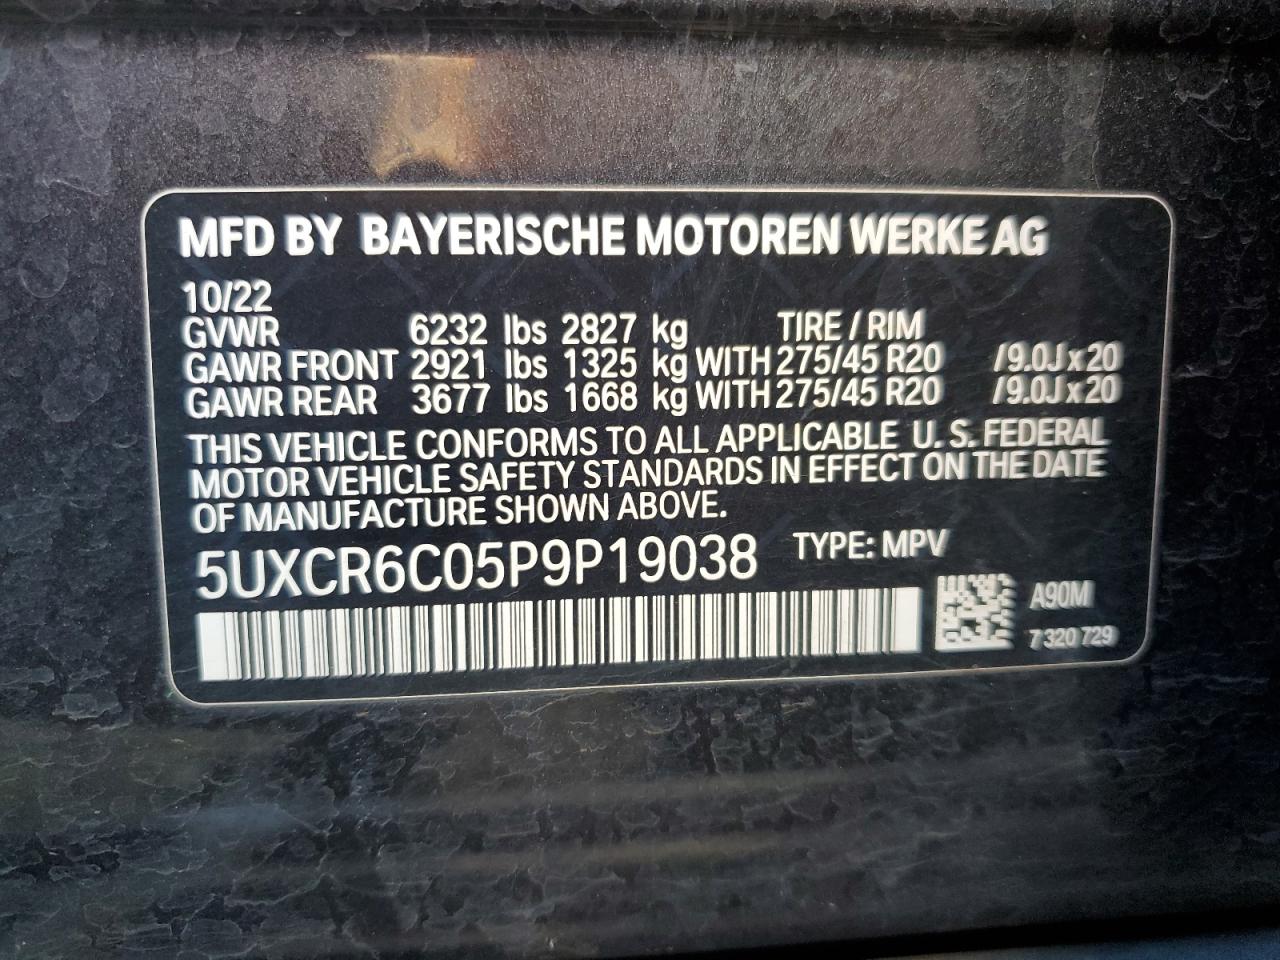 MFD BY BAYERISCHE MOTOREN WERKE AG
10/22
GVWR 6232 lbs 2827 kg TIRE / RIM
GAWR FRONT 2921 lbs 1325 kg WITH 275/45 R20 /9.0J x 20
GAWR REAR 3677 lbs 1668 kg WITH 275/45 R20 /9.0J x 20
THIS VEHICLE CONFORMS TO ALL APPLICABLE U. S. FEDERAL
MOTOR VEHICLE SAFETY STANDARDS IN EFFECT ON THE DATE
OF MANUFACTURE SHOWN ABOVE.
5UXCR6C05P9P19038 TYPE: MPV
A90M
7 320 729